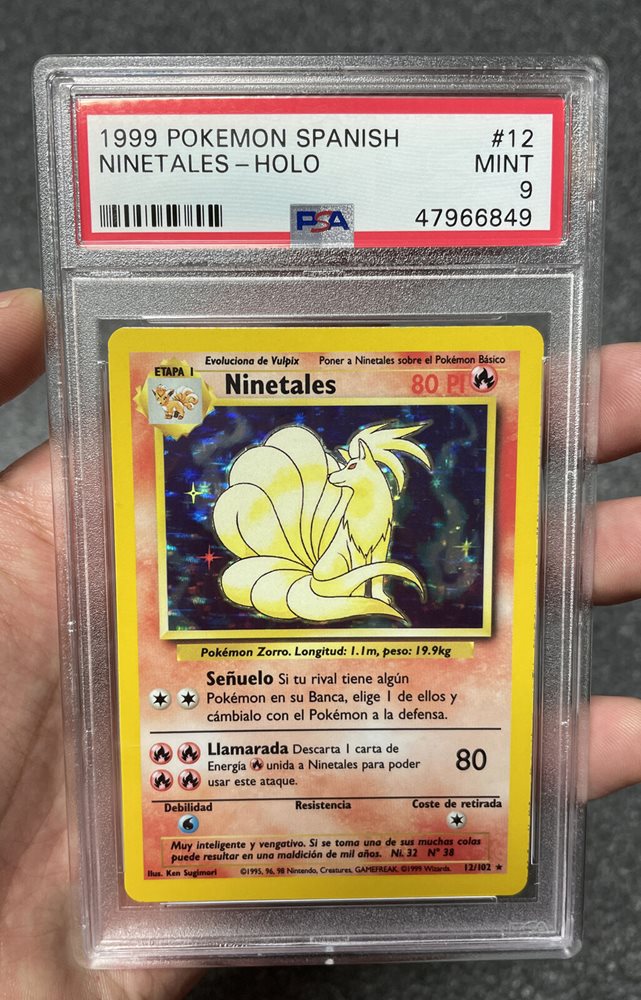 1999 POKEMON SPANISH #12
NINETALES – HOLO MINT
9
PSA 47966849
Evoluciona de Vulpix Poner a Ninetales sobre el Pokémon Básico
ETAPA 1
Ninetales 80 PI
Pokémon Zorro. Longitud: 1.1m, peso: 19.9kg
Señuelo Si tu rival tiene algún
Pokémon en su Banca, elige 1 de ellos y
cámbialo con el Pokémon a la defensa.
Llamarada Descarta 1 carta de
Energía unida a Ninetales para poder
usar este ataque.
80
Debilidad Resistencia Coste de retirada
Muy inteligente y vengativo. Si se toma una de sus muchas colas
puede resultar en una maldición de mil años. Ni. 32 N° 38
Ilus. Ken Sugimori ©1995, 96, 98 Nintendo, Creatures, GAMEFREAK. ©1999 Wizards. 12/102